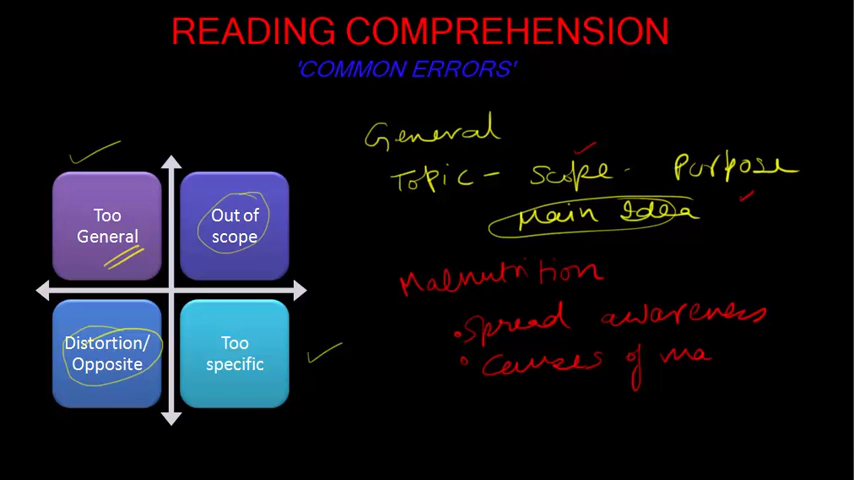 READING COMPREHENSION
'COMMON ERRORS'
Too
General
Out of
scope
Distortion/
Opposite
Too
specific
General
Topic - Scope - Purpose
Main Idea
Malnutrition
• Spread awareness
• Causes of ma